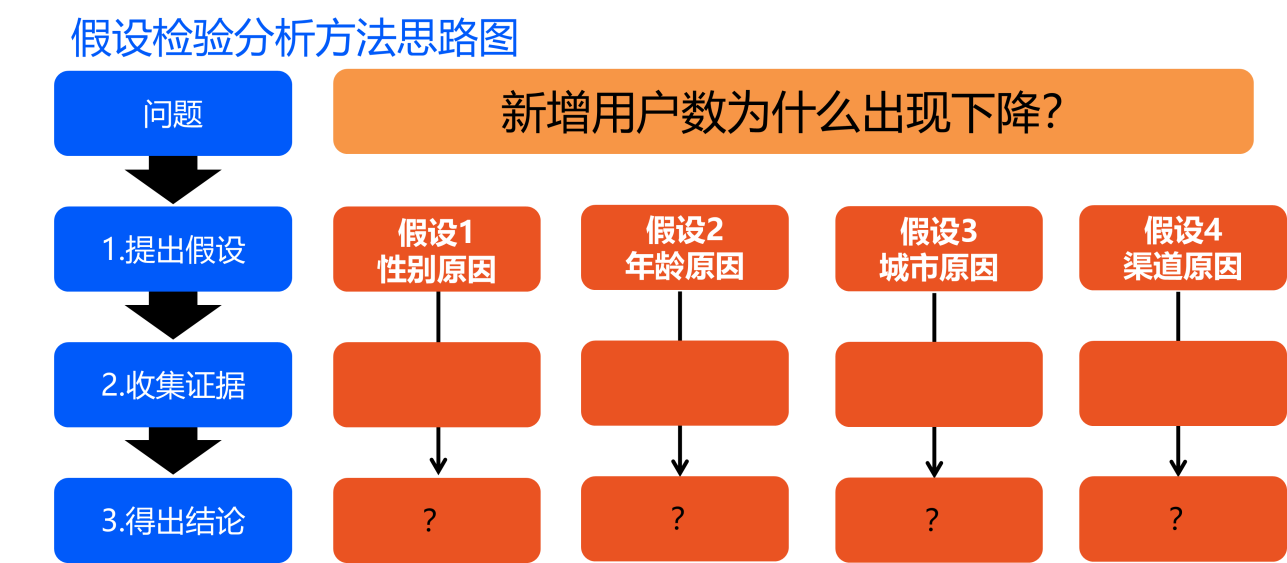 假设检验分析方法思路图
问题
新增用户数为什么出现下降？
1.提出假设
假设1
性别原因
假设2
年龄原因
假设3
城市原因
假设4
渠道原因
2.收集证据
3.得出结论
？
？
？
？